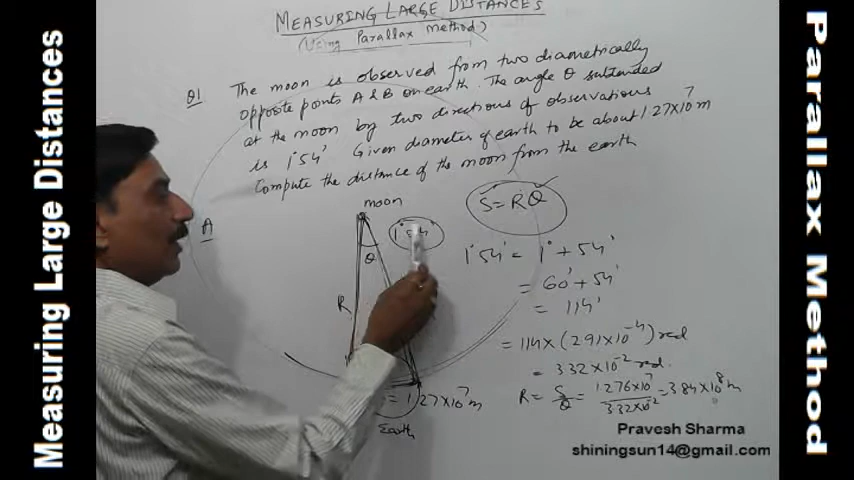 MEASURING LARGE DISTANCES
(Using Parallax Method)
Q1 The moon is observed from two diametrically
opposite points A & B on earth. The angle θ subtended
at the moon by two directions of observations
is 1°54' Given diameter of earth to be about 1.27×10⁷m
Compute the distance of the moon from the earth
A
moon
1°54'
θ
R
= 1.27×10⁷m
Earth
S=Rθ
1°54' = 1° + 54'
= 60' + 54'
= 114'
= 114×(2.91×10⁻⁴) rad
= 3.32×10⁻² rad.
R = S/θ = 1.276×10⁷/3.32×10⁻² = 3.84×10⁸m
Pravesh Sharma
shiningsun14@gmail.com
Measuring Large Distances
Parallax Method